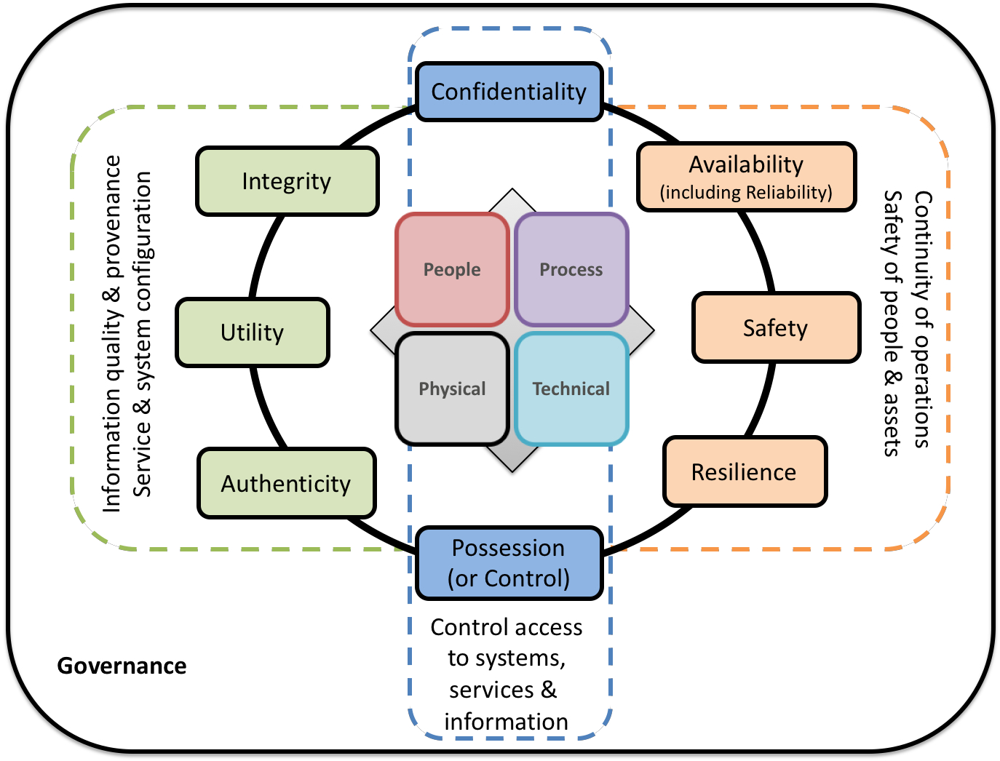 Confidentiality
Integrity
Availability
(including Reliability)
Information quality & provenance
Service & system configuration
Continuity of operations
Safety of people & assets
People
Process
Utility
Safety
Physical
Technical
Authenticity
Resilience
Possession
(or Control)
Control access
to systems,
services &
information
Governance